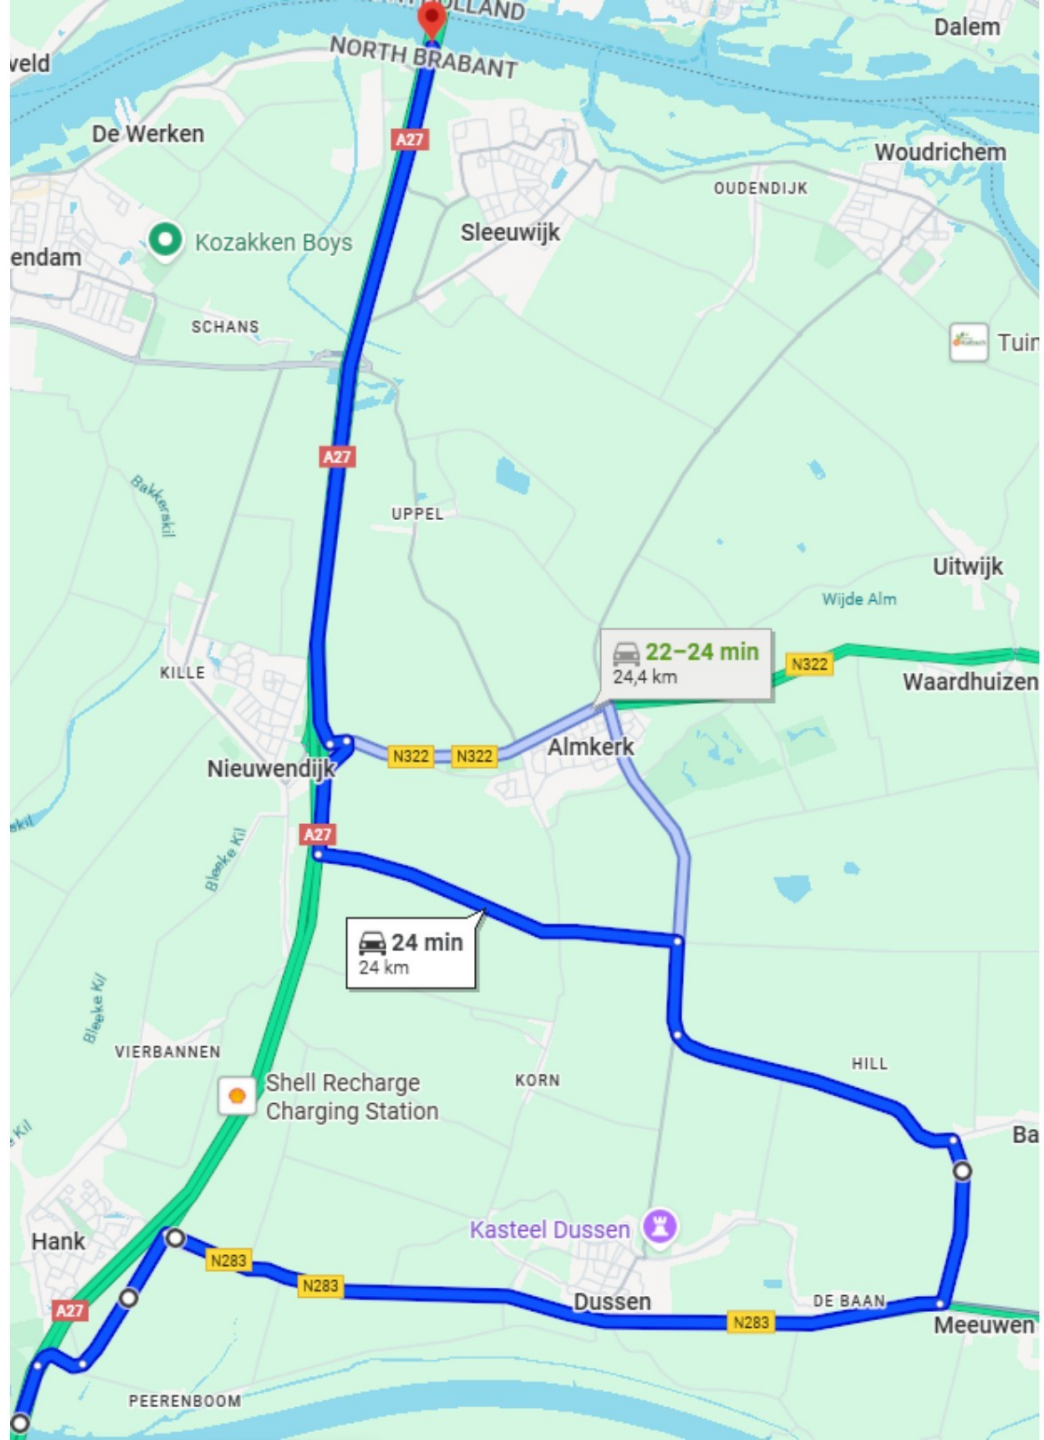 HOLLAND
NORTH BRABANT
Dalem
veld
De Werken
A27
Woudrichem
OUDENDIJK
Sleeuwijk
Kozakken Boys
endam
SCHANS
Tuin
A27
Bakkerskil
UPPEL
Uitwijk
Wijde Alm
22–24 min
24,4 km
N322
KILLE
Waardhuizen
N322
N322
Almkerk
Nieuwendijk
skil
A27
Bleeke Kil
24 min
24 km
Bleeke Kil
VIERBANNEN
HILL
Shell Recharge
Charging Station
KORN
Kil
Ba
Kasteel Dussen
Hank
N283
N283
A27
Dussen
DE BAAN
N283
Meeuwen
PEERENBOOM